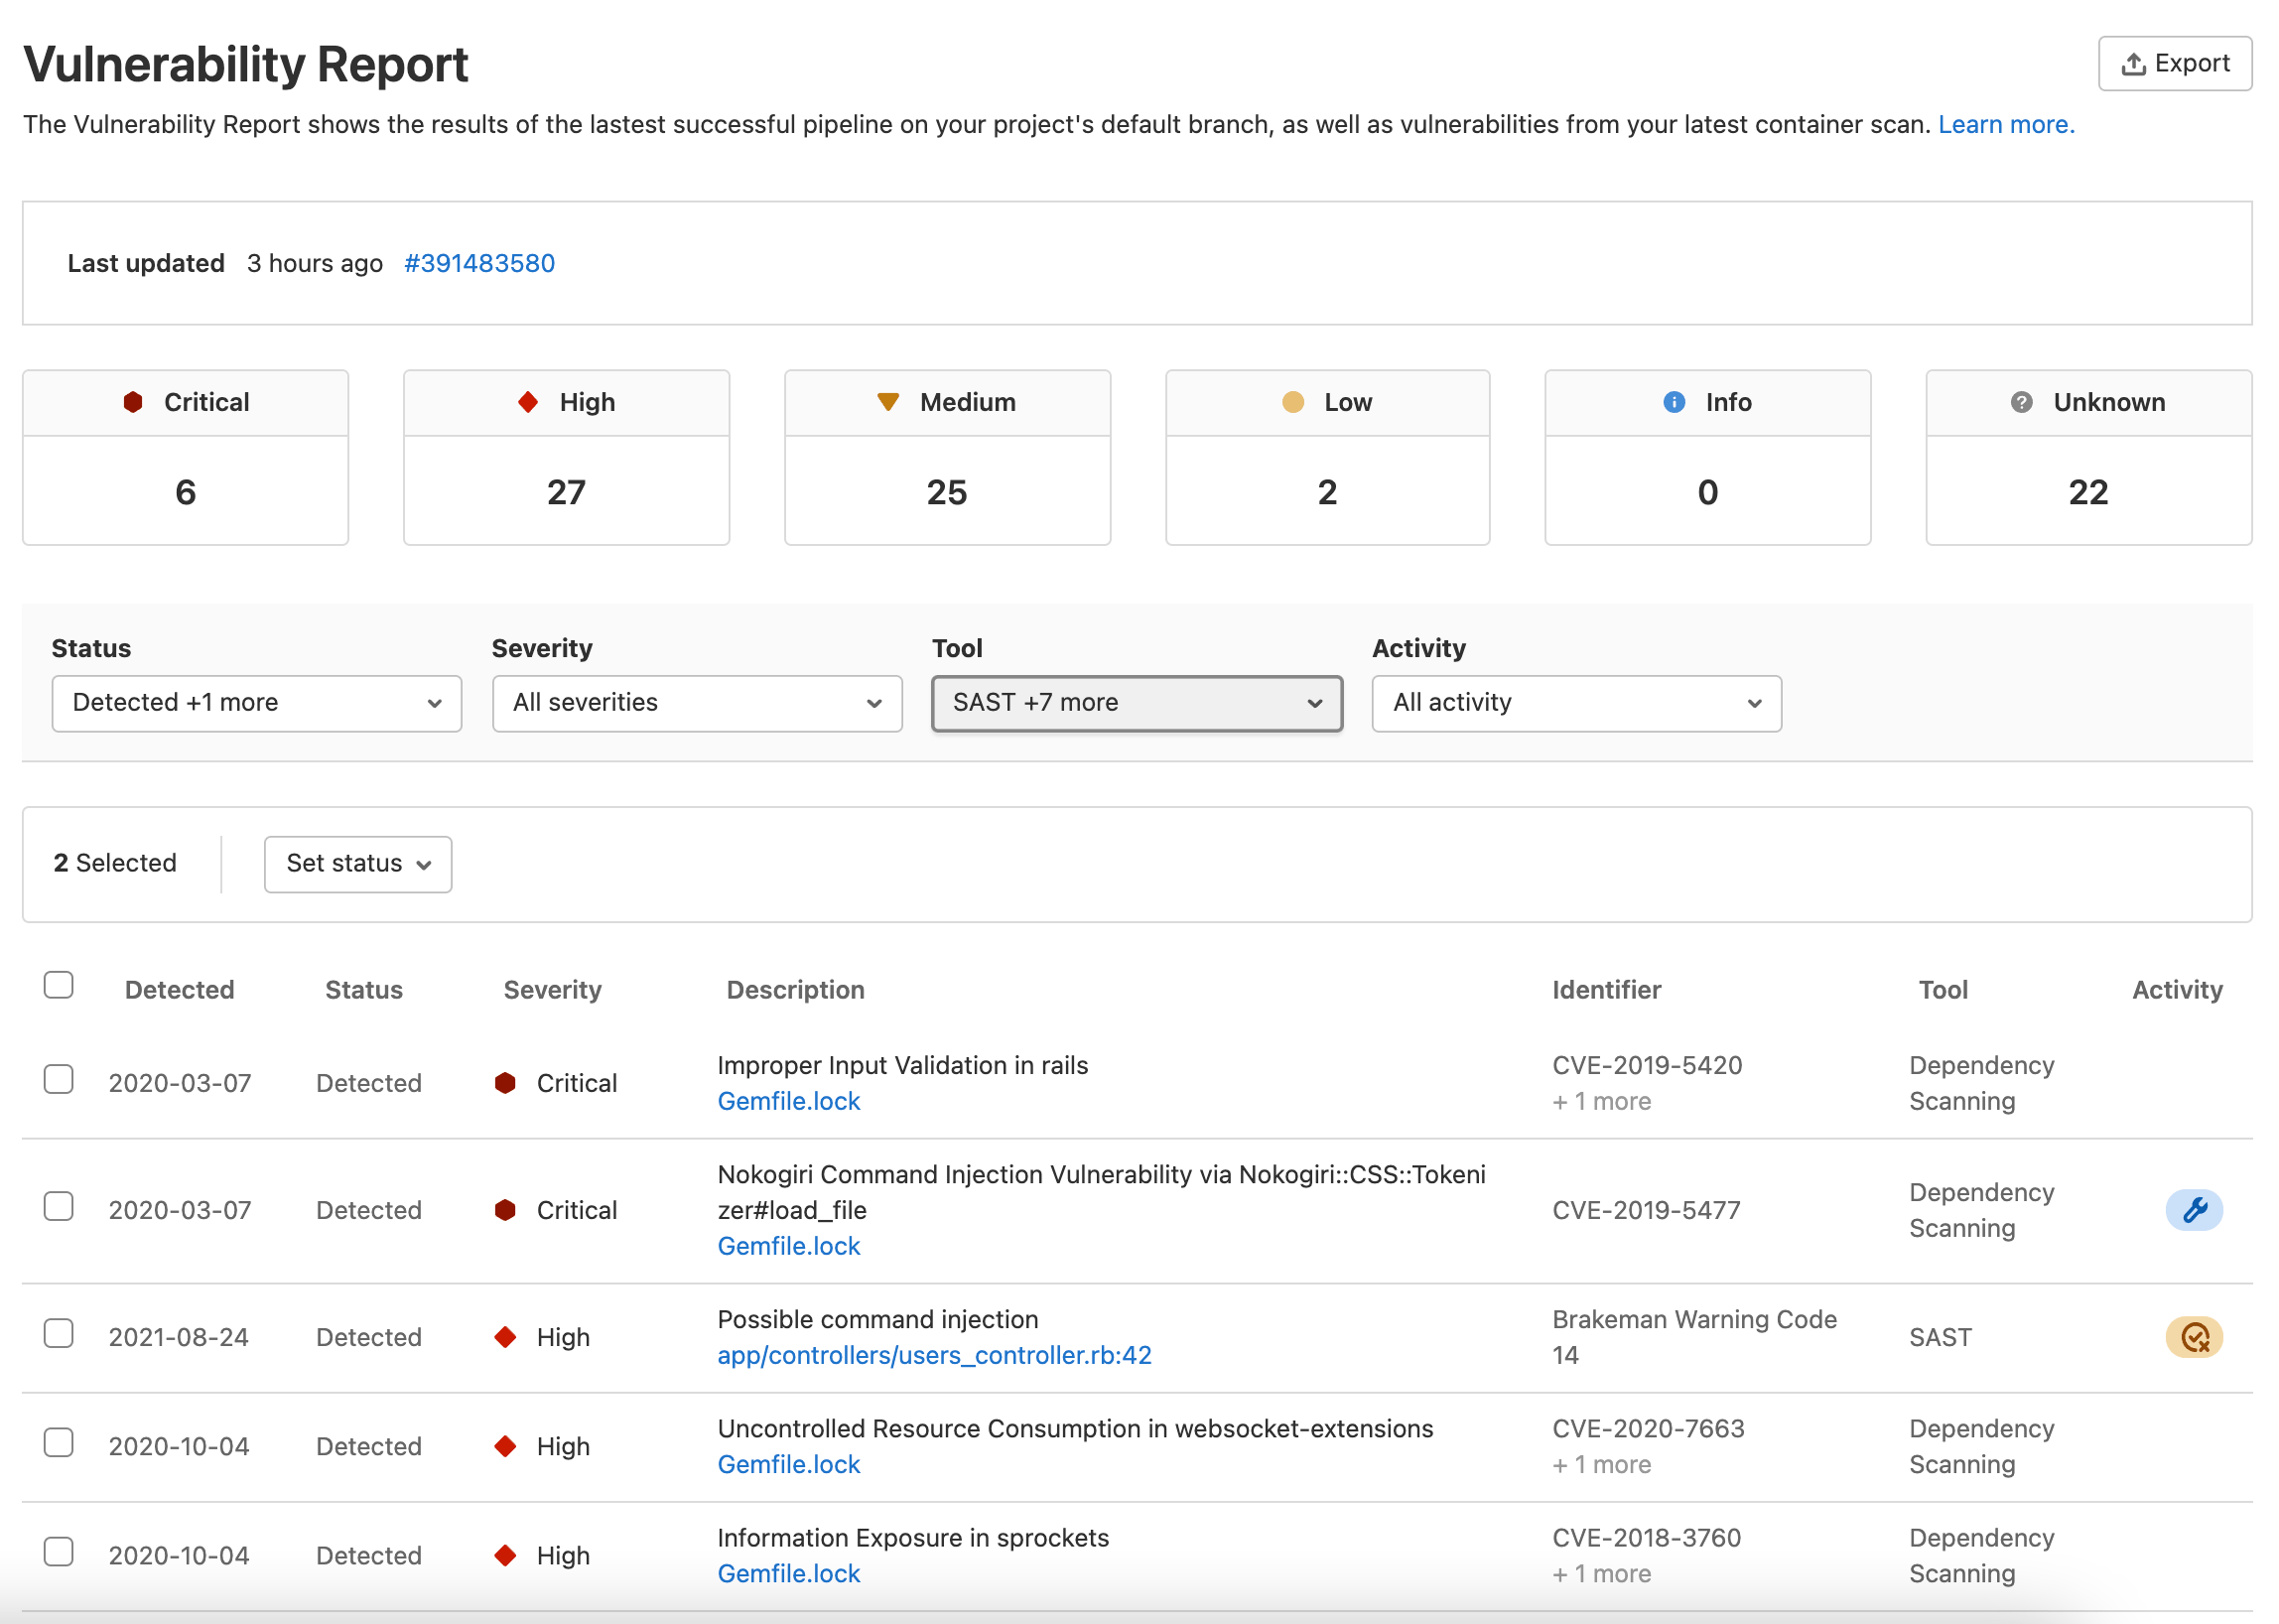 Vulnerability Report
Export
The Vulnerability Report shows the results of the lastest successful pipeline on your project's default branch, as well as vulnerabilities from your latest container scan. Learn more.
Last updated 3 hours ago #391483580
Critical High Medium Low Info Unknown
6 27 25 2 0 22
Status Severity Tool Activity
Detected +1 more All severities SAST +7 more All activity
2 Selected Set status
Detected Status Severity Description Identifier Tool Activity
2020-03-07 Detected Critical
Improper Input Validation in rails
Gemfile.lock
CVE-2019-5420
+ 1 more
Dependency
Scanning
2020-03-07 Detected Critical
Nokogiri Command Injection Vulnerability via Nokogiri::CSS::Tokeni
zer#load_file
Gemfile.lock
CVE-2019-5477
Dependency
Scanning
2021-08-24 Detected High
Possible command injection
app/controllers/users_controller.rb:42
Brakeman Warning Code
14
SAST
2020-10-04 Detected High
Uncontrolled Resource Consumption in websocket-extensions
Gemfile.lock
CVE-2020-7663
+ 1 more
Dependency
Scanning
2020-10-04 Detected High
Information Exposure in sprockets
Gemfile.lock
CVE-2018-3760
+ 1 more
Dependency
Scanning